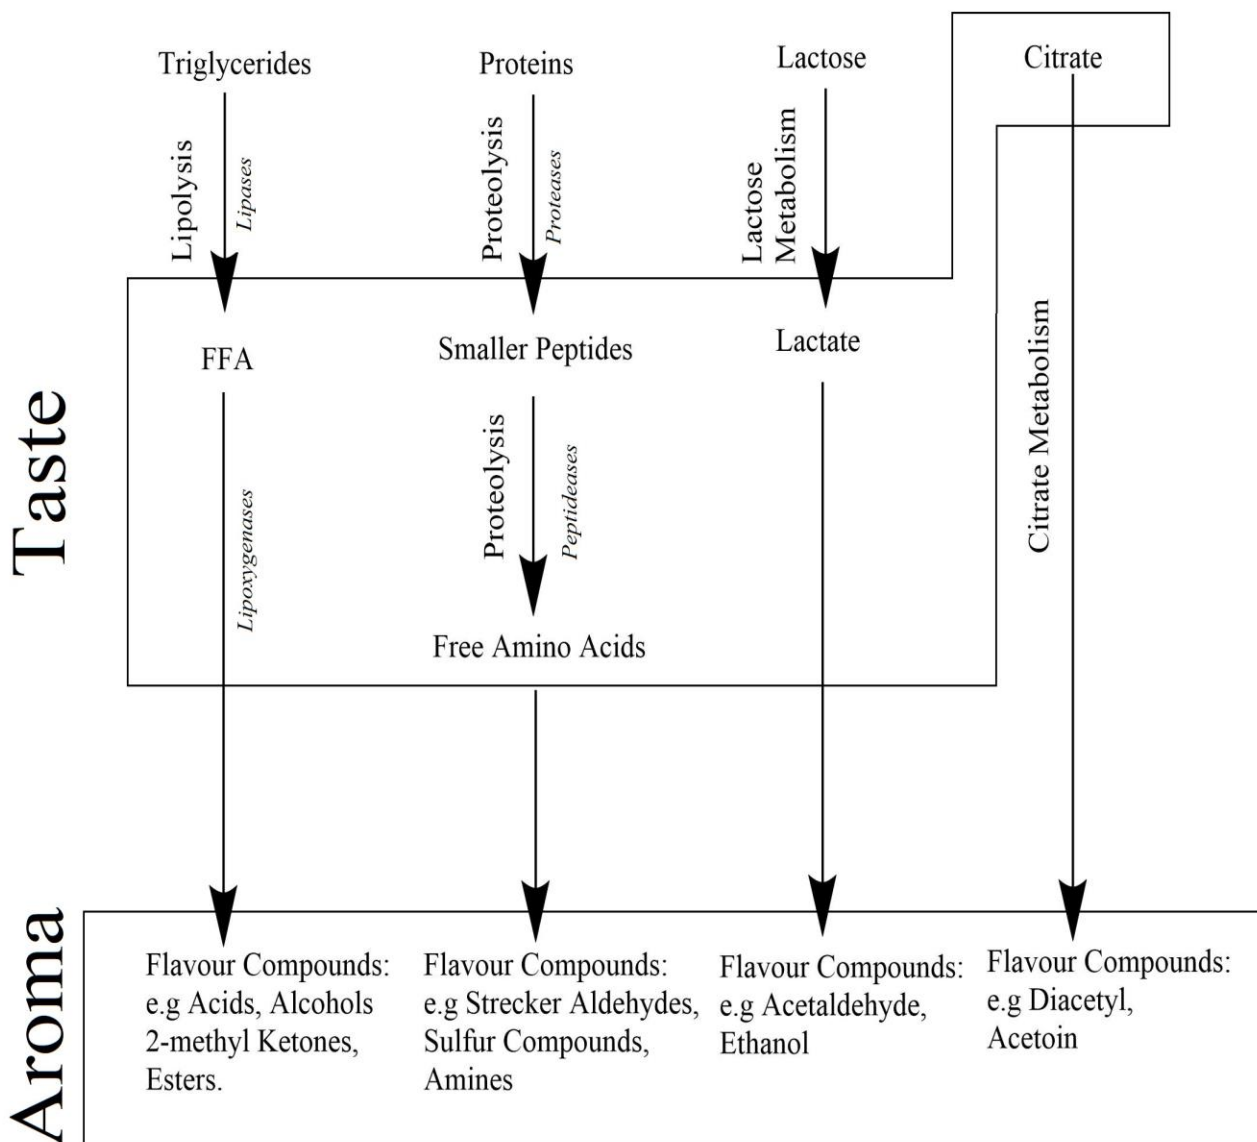 Triglycerides
Proteins
Lactose
Citrate
Lipolysis
Lipases
Proteolysis
Proteases
Lactose
Metabolism
Taste
FFA
Smaller Peptides
Lactate
Lipoxygenases
Proteolysis
Peptideases
Citrate Metabolism
Free Amino Acids
Aroma
Flavour Compounds:
e.g Acids, Alcohols
2-methyl Ketones,
Esters.
Flavour Compounds:
e.g Strecker Aldehydes,
Sulfur Compounds,
Amines
Flavour Compounds:
e.g Acetaldehyde,
Ethanol
Flavour Compounds:
e.g Diacetyl,
Acetoin